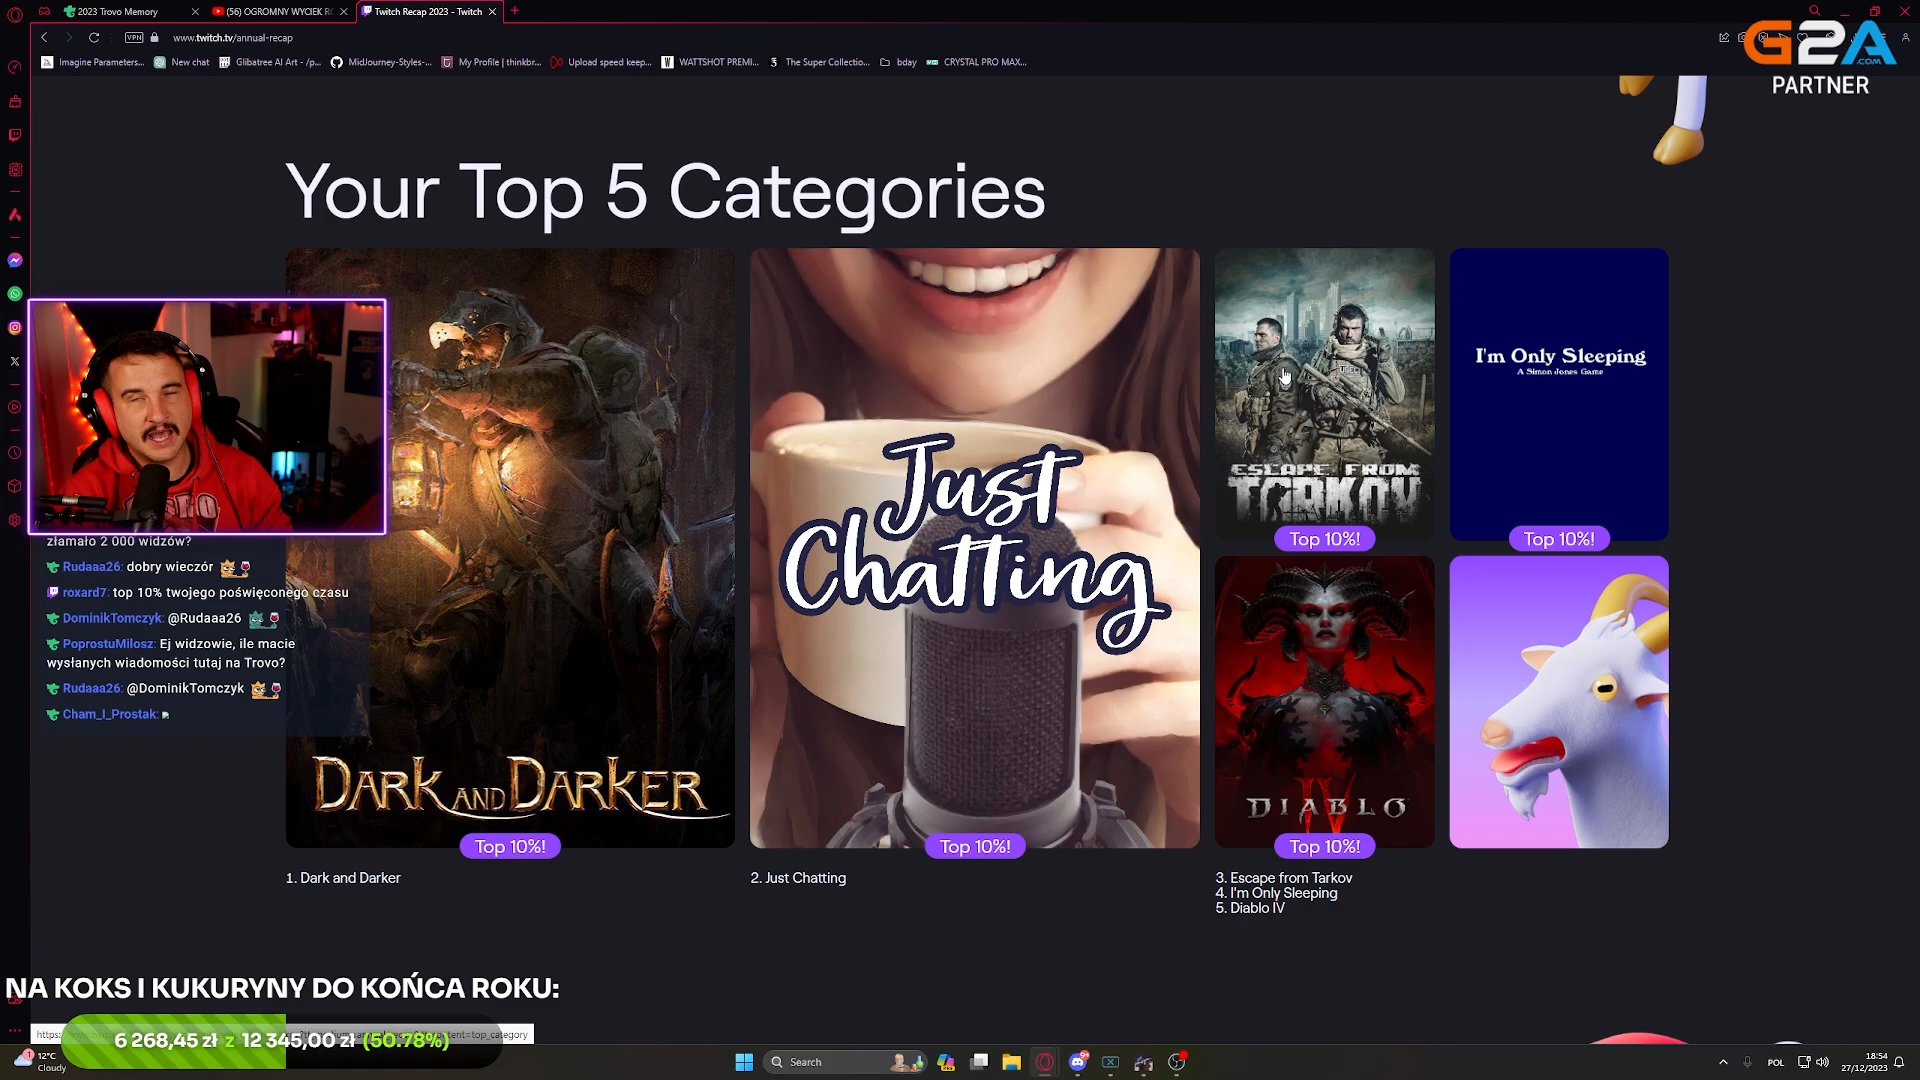 2023 Trovo Memory
(56) OGROMNY WYCIEK RO
Twitch Recap 2023 - Twitch
VPN
www.twitch.tv/annual-recap
Imagine Parameters...
New chat
Glibatree AI Art - /p...
MidJourney-Styles-...
My Profile | thinkbr...
Upload speed keep...
WATTSHOT PREMI...
The Super Collectio...
bday
CRYSTAL PRO MAX...
G2A
.COM
PARTNER
Your Top 5 Categories
DARK AND DARKER
Top 10%!
1. Dark and Darker
Just
Chatting
Top 10%!
2. Just Chatting
USEC
ESCAPE FROM
TARKOV
Top 10%!
I'm Only Sleeping
A Simon Jones Game
Top 10%!
DIABLO
IV
Top 10%!
3. Escape from Tarkov
4. I'm Only Sleeping
5. Diablo IV
złamało 2 000 widzów?
Rudaaa26: dobry wieczór
roxard7: top 10% twojego poświęconego czasu
DominikTomczyk: @Rudaaa26
PoprostuMilosz: Ej widzowie, ile macie
wysłanych wiadomości tutaj na Trovo?
Rudaaa26: @DominikTomczyk
Cham_I_Prostak:
NA KOKS I KUKURYNY DO KOŃCA ROKU:
6 268,45 zł z 12 345,00 zł (50.78%)
12°C
Cloudy
Search
POL
18:54
27/12/2023